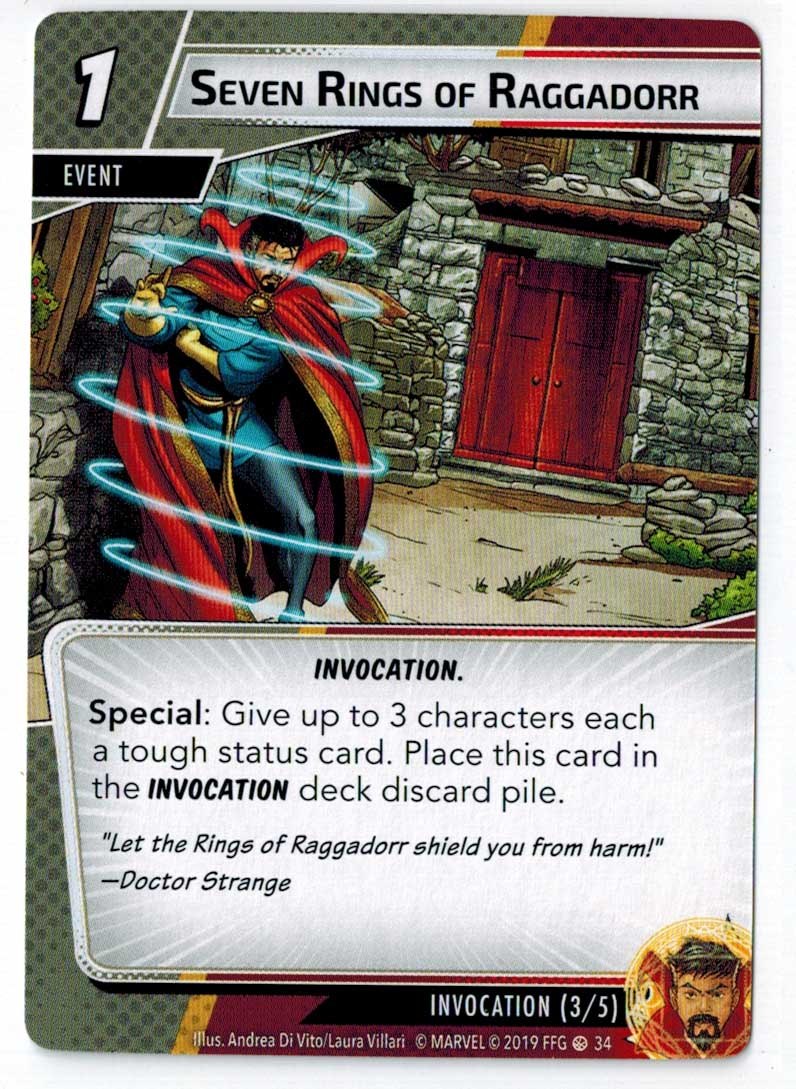 1
SEVEN RINGS OF RAGGADORR
EVENT
INVOCATION.
Special: Give up to 3 characters each
a tough status card. Place this card in
the INVOCATION deck discard pile.
"Let the Rings of Raggadorr shield you from harm!"
—Doctor Strange
INVOCATION (3/5)
Illus. Andrea Di Vito/Laura Villari © MARVEL © 2019 FFG 34